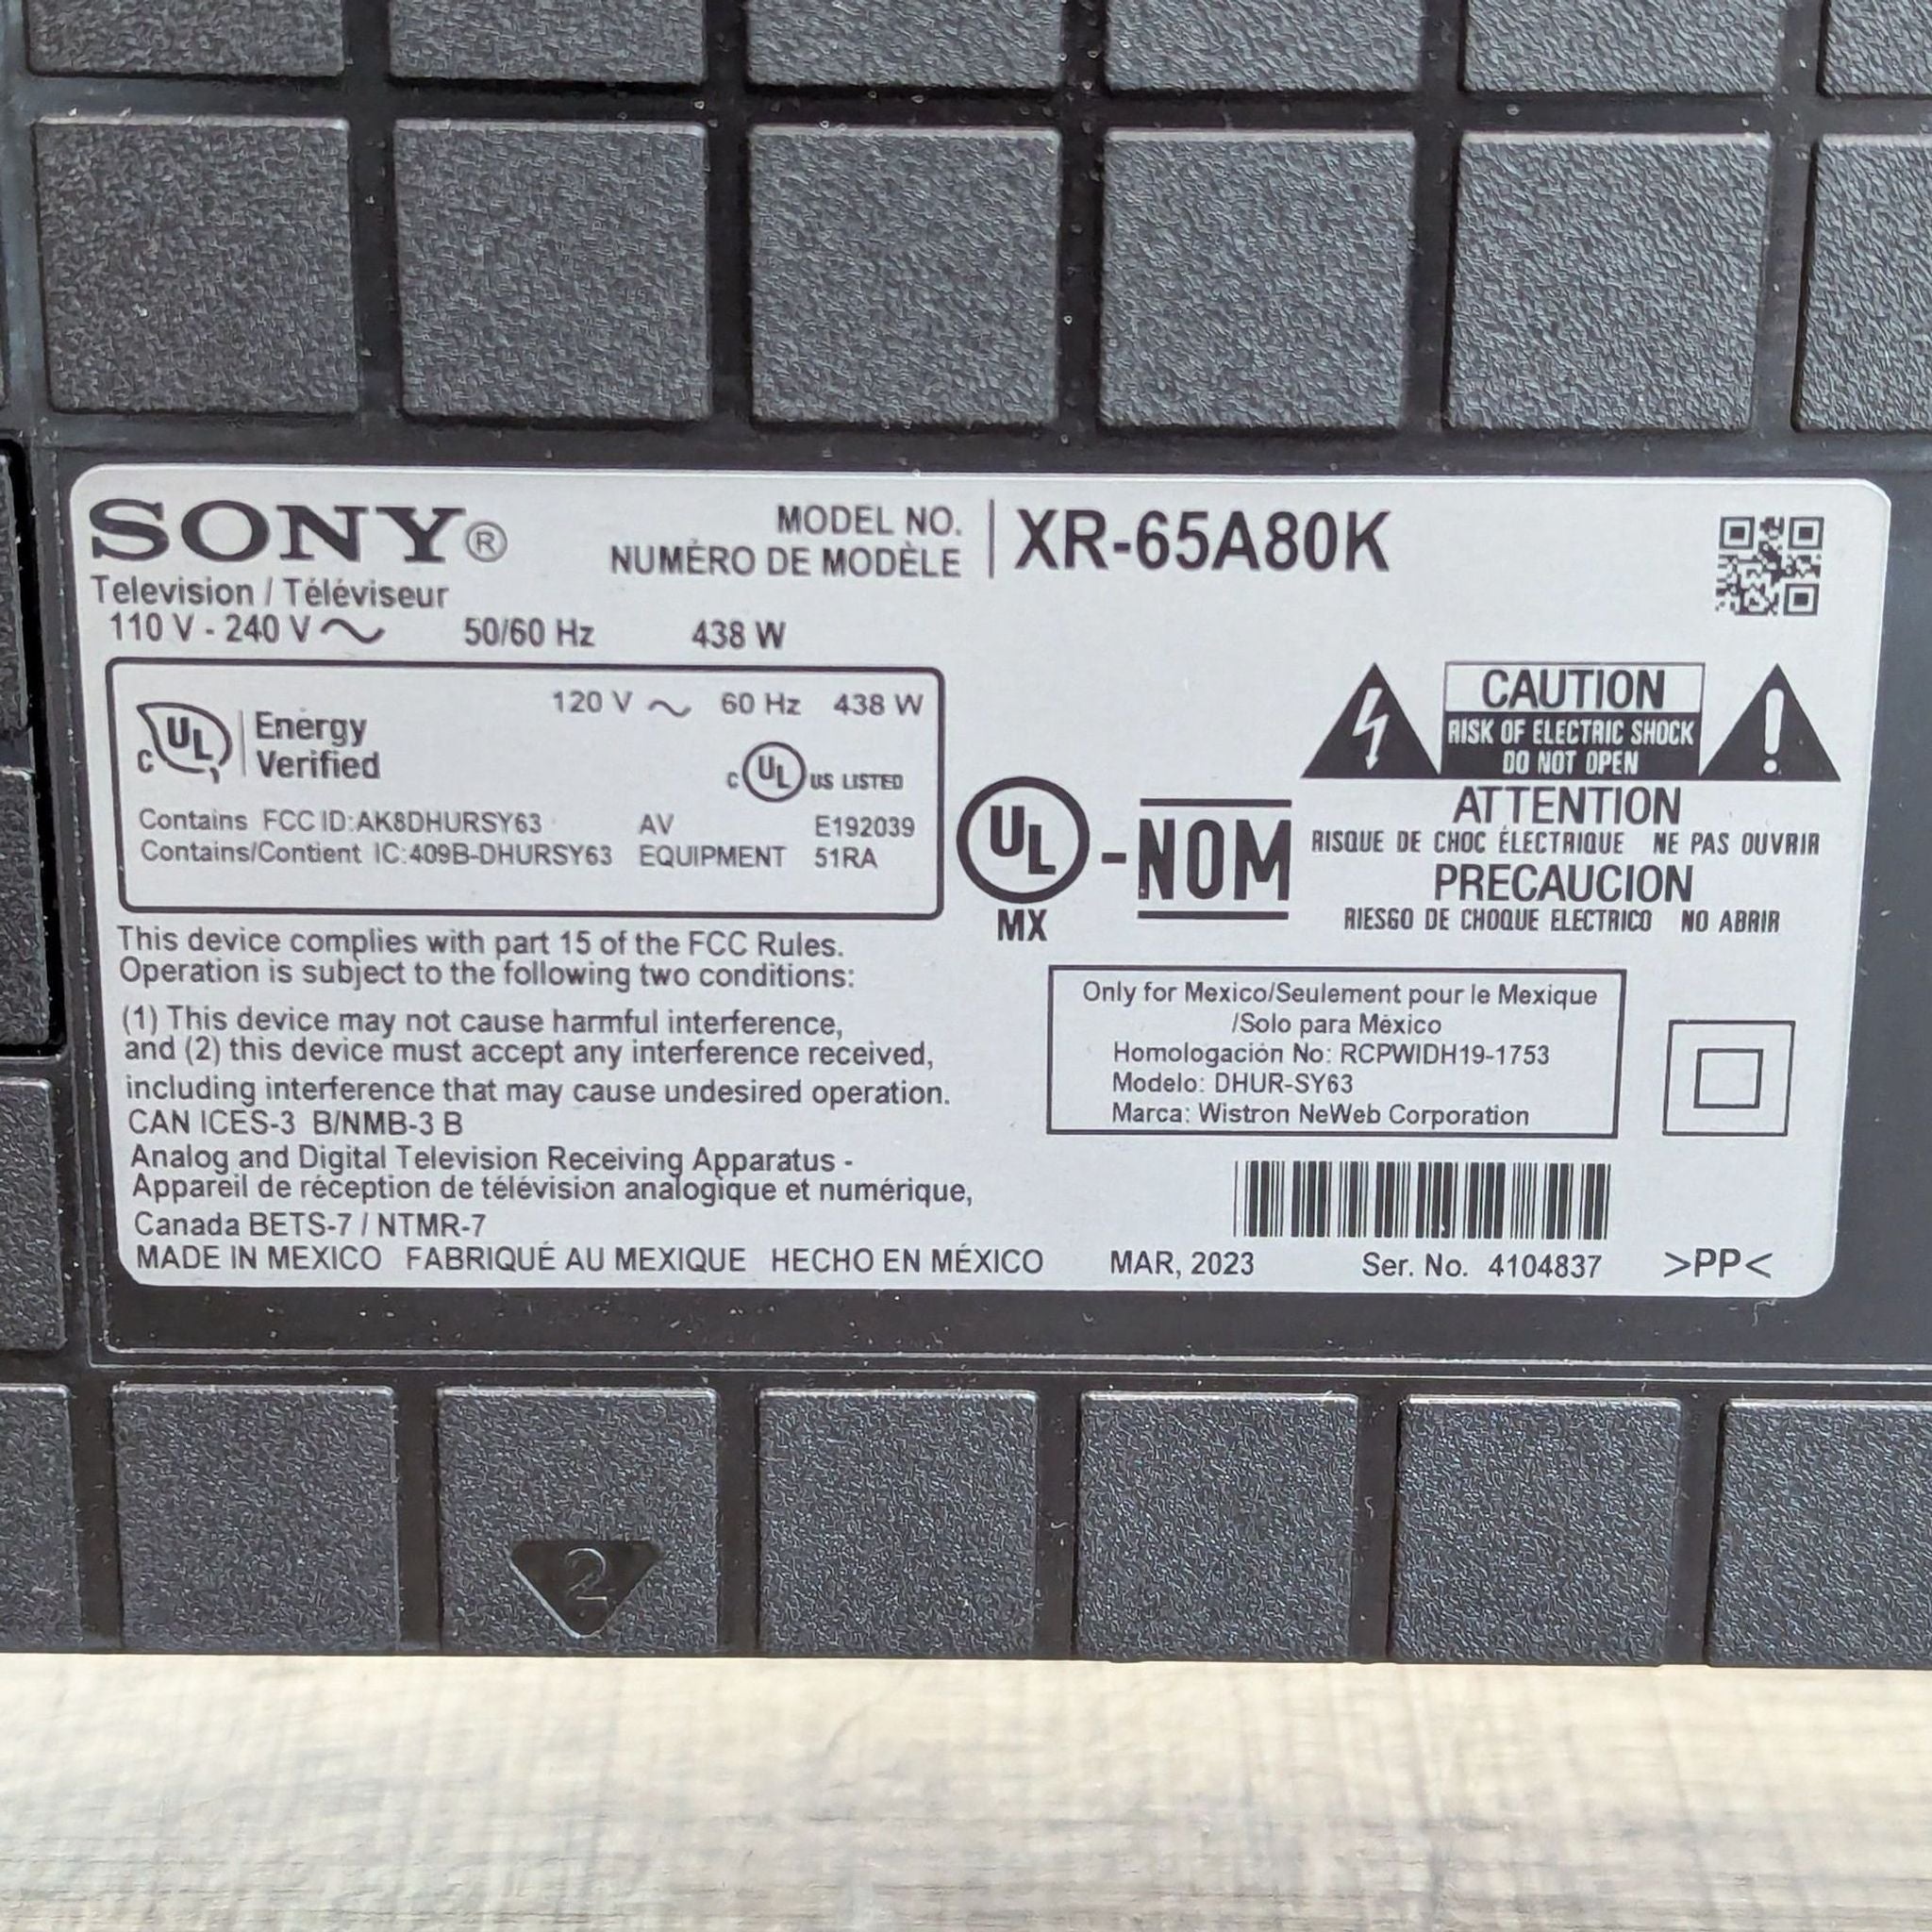 SONY®
MODEL NO.
NUMÉRO DE MODÈLE
XR-65A80K
Television / Téléviseur
110 V - 240 V ~ 50/60 Hz 438 W
120 V ~ 60 Hz 438 W
C UL Energy Verified
C UL US LISTED
Contains FCC ID:AK8DHURSY63 AV E192039
Contains/Contient IC:409B-DHURSY63 EQUIPMENT 51RA
UL MX -NOM
CAUTION
RISK OF ELECTRIC SHOCK
DO NOT OPEN
ATTENTION
RISQUE DE CHOC ÉLECTRIQUE NE PAS OUVRIR
PRECAUCION
RIESGO DE CHOQUE ELECTRICO NO ABRIR
This device complies with part 15 of the FCC Rules.
Operation is subject to the following two conditions:
(1) This device may not cause harmful interference,
and (2) this device must accept any interference received,
including interference that may cause undesired operation.
CAN ICES-3 B/NMB-3 B
Analog and Digital Television Receiving Apparatus -
Appareil de réception de télévision analogique et numérique,
Canada BETS-7 / NTMR-7
Only for Mexico/Seulement pour le Mexique
/Solo para México
Homologación No: RCPWIDH19-1753
Modelo: DHUR-SY63
Marca: Wistron NeWeb Corporation
MADE IN MEXICO FABRIQUÉ AU MEXIQUE HECHO EN MÉXICO MAR, 2023 Ser. No. 4104837 >PP<
2